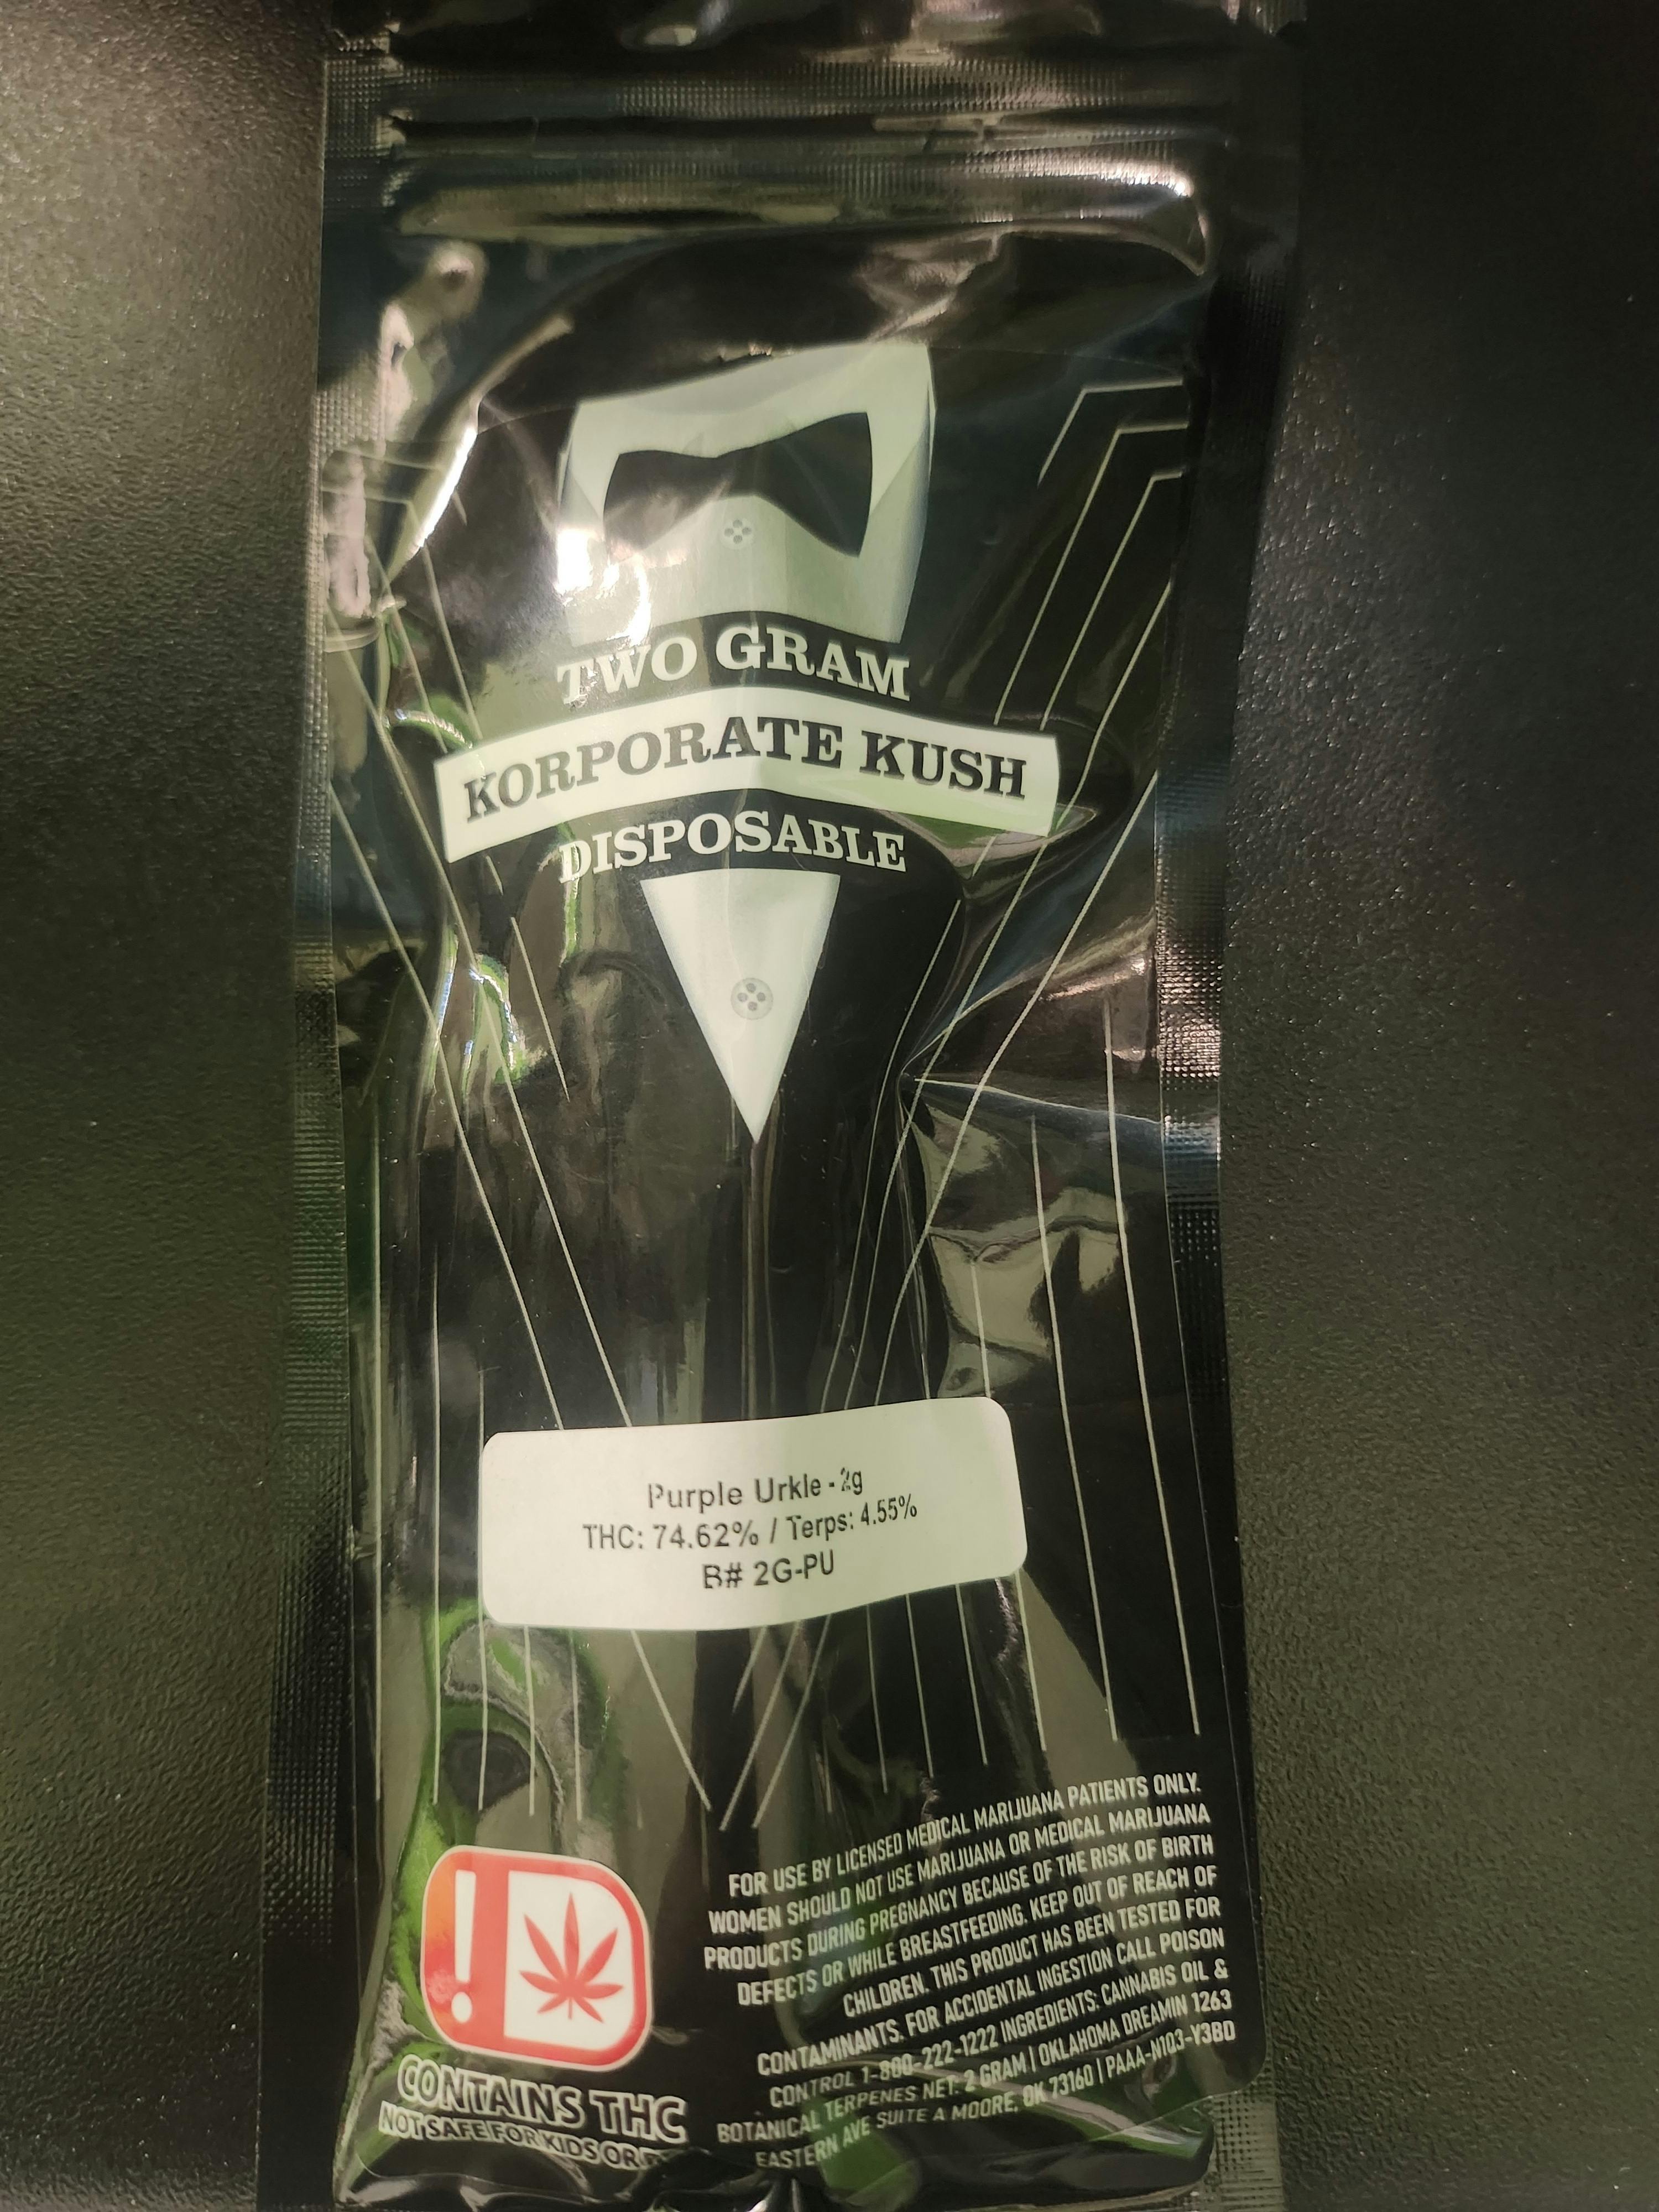 TWO GRAM
KORPORATE KUSH
DISPOSABLE
Purple Urkle - 2g
THC: 74.62% / Terps: 4.55%
B# 2G-PU
FOR USE BY LICENSED MEDICAL MARIJUANA PATIENTS ONLY.
WOMEN SHOULD NOT USE MARIJUANA OR MEDICAL MARIJUANA
PRODUCTS DURING PREGNANCY BECAUSE OF THE RISK OF BIRTH
DEFECTS OR WHILE BREASTFEEDING. KEEP OUT OF REACH OF
CHILDREN. THIS PRODUCT HAS BEEN TESTED FOR
CONTAMINANTS. FOR ACCIDENTAL INGESTION CALL POISON
CONTROL 1-800-222-1222 INGREDIENTS: CANNABIS OIL &
BOTANICAL TERPENES NET: 2 GRAM | OKLAHOMA DREAMIN 1263
EASTERN AVE SUITE A MOORE, OK 73160 | PAAA-N103-Y3BD
!
CONTAINS THC
NOT SAFE FOR KIDS OR